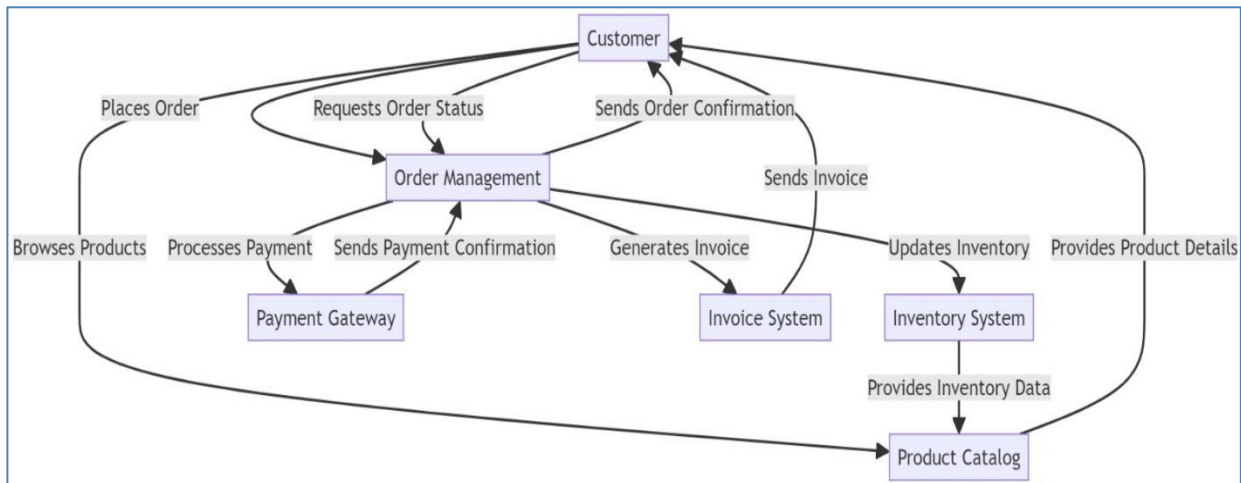 Customer
Places Order
Requests Order Status
Sends Order Confirmation
Order Management
Sends Invoice
Browses Products
Processes Payment
Sends Payment Confirmation
Generates Invoice
Updates Inventory
Provides Product Details
Payment Gateway
Invoice System
Inventory System
Provides Inventory Data
Product Catalog